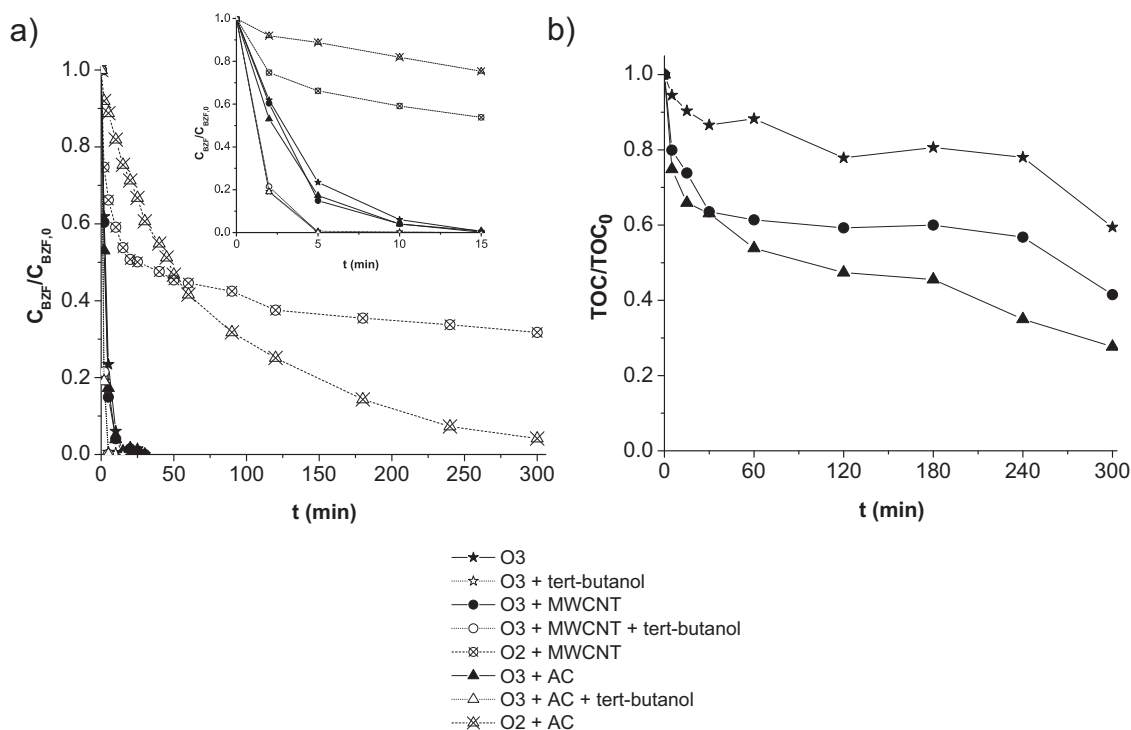 a)
1.0
0.8
0.6
0.4
0.2
0.0
C_BZF/C_BZF,0
0 50 100 150 200 250 300
t (min)
1.0
0.8
0.6
0.4
0.2
0.0
C_BZF/C_BZF,0
0 5 10 15
t (min)
b)
1.0
0.8
0.6
0.4
0.2
0.0
TOC/TOC_0
0 60 120 180 240 300
t (min)
O3
O3 + tert-butanol
O3 + MWCNT
O3 + MWCNT + tert-butanol
O2 + MWCNT
O3 + AC
O3 + AC + tert-butanol
O2 + AC